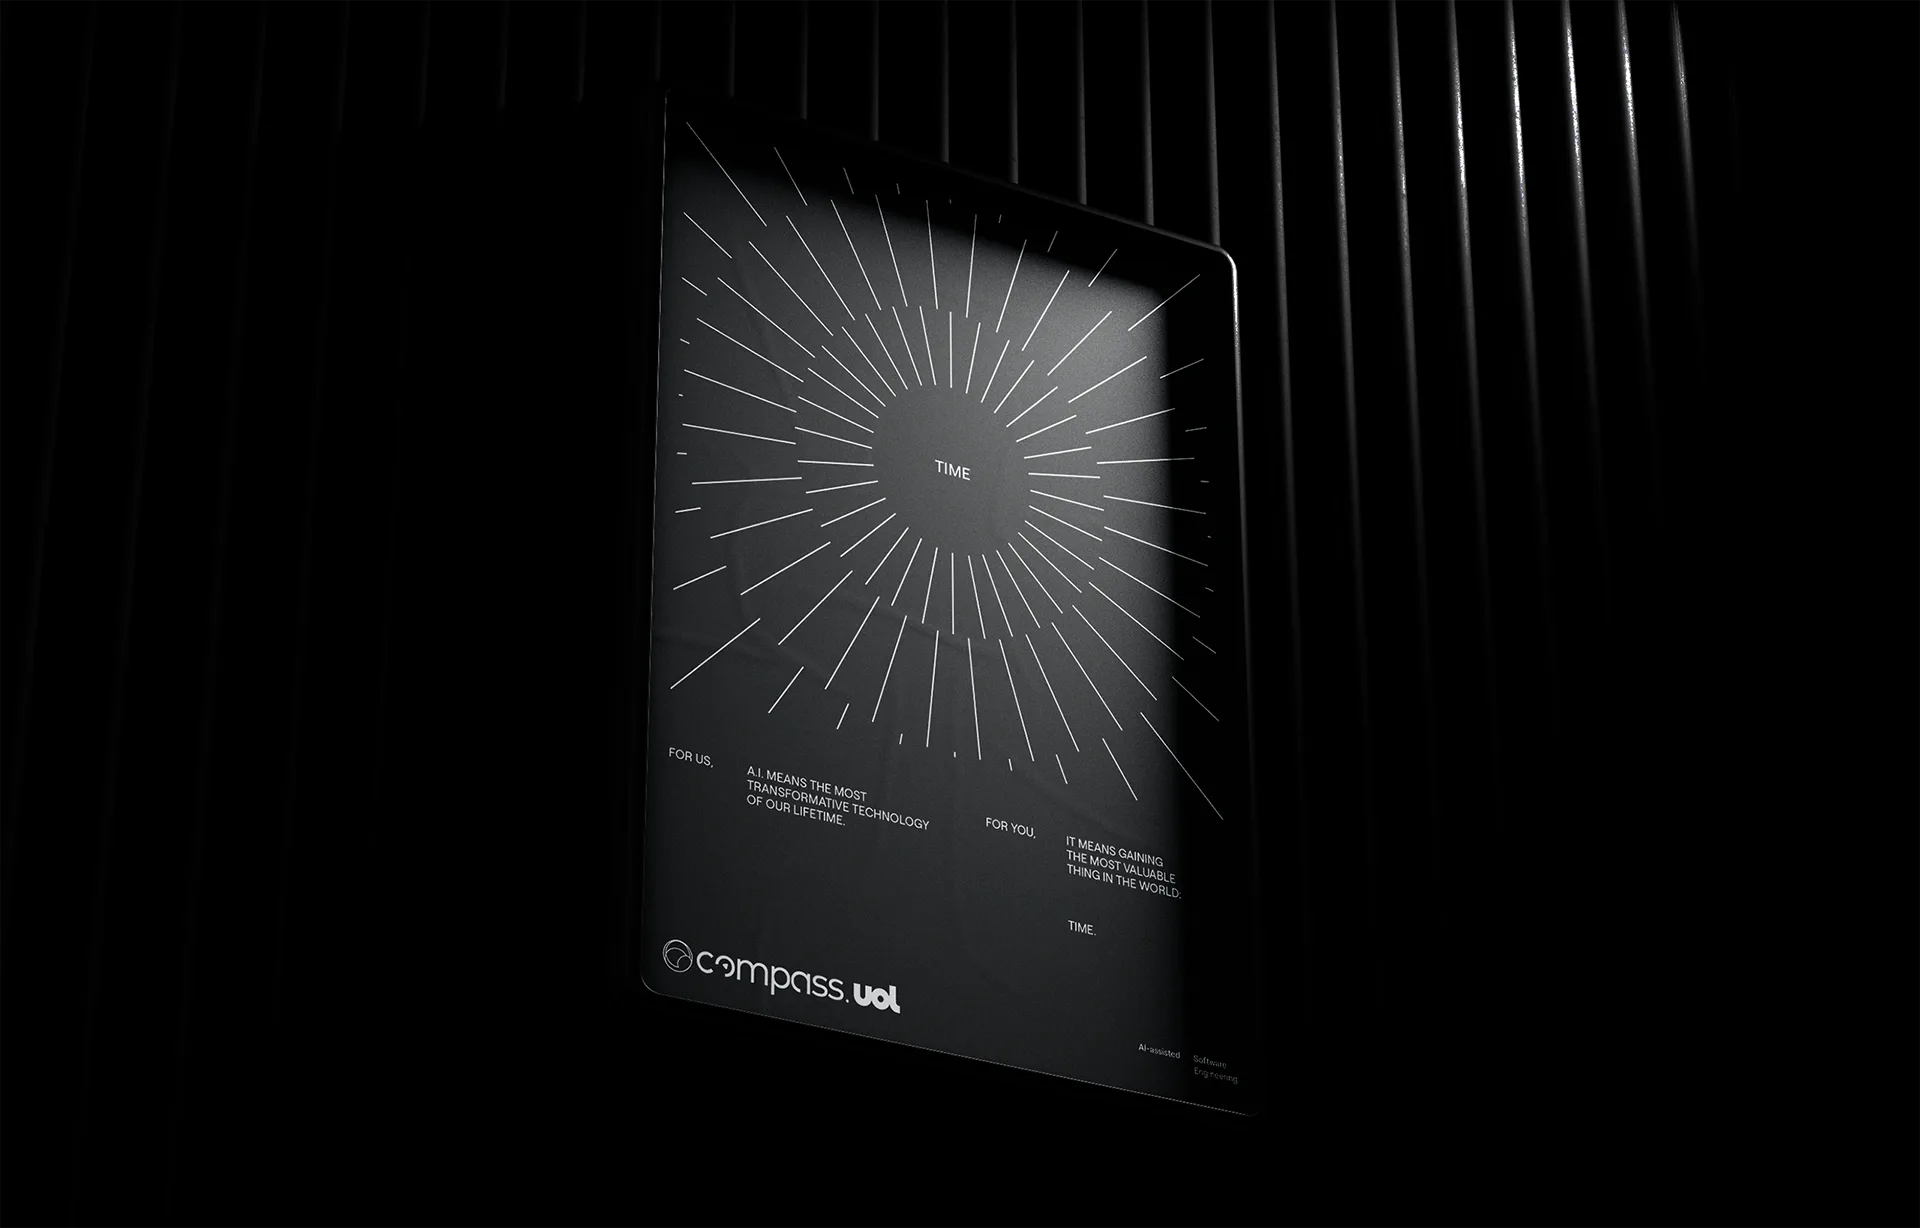 TIME
FOR US,
A.I. MEANS THE MOST
TRANSFORMATIVE TECHNOLOGY
OF OUR LIFETIME.
FOR YOU,
IT MEANS GAINING
THE MOST VALUABLE
THING IN THE WORLD:
TIME.
compass.uol
AI-assisted
Software
Engineering